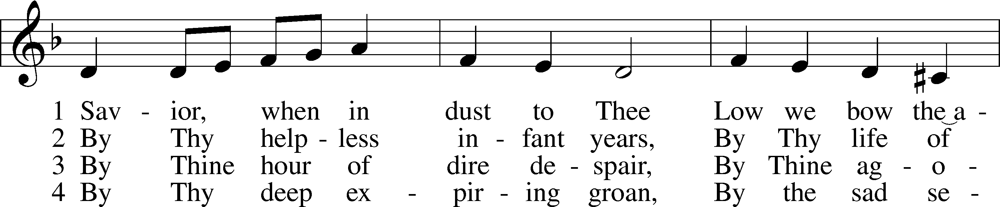 1 Sav - ior, when in dust to Thee Low we bow the‿a -
2 By Thy help - less in - fant years, By Thy life of
3 By Thine hour of dire de - spair, By Thine ag - o -
4 By Thy deep ex - pir - ing groan, By the sad se -